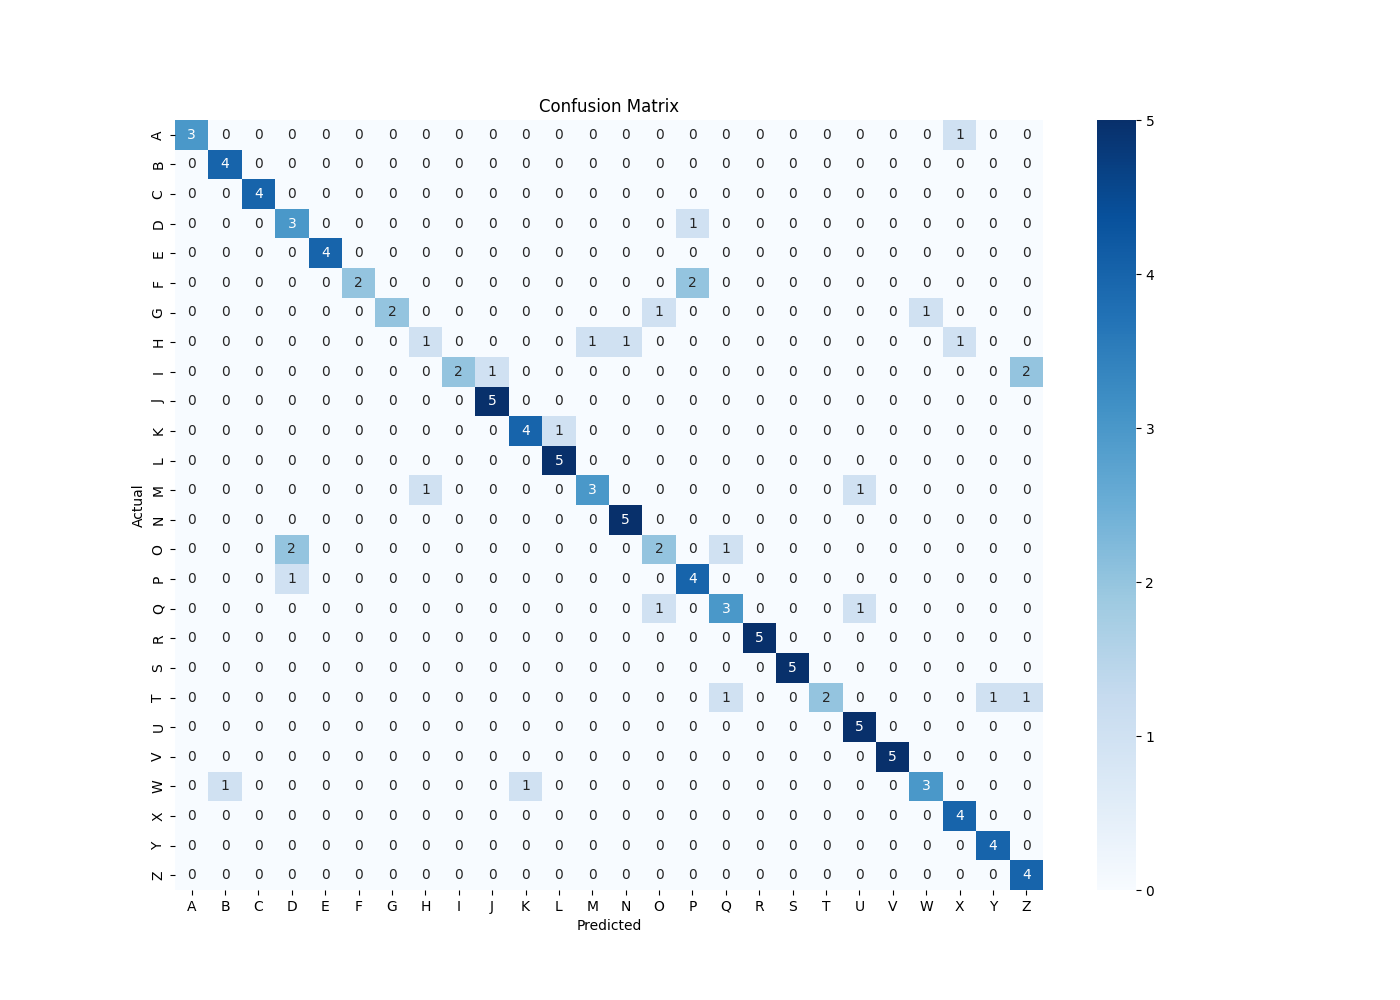 Confusion Matrix
A 3 0 0 0 0 0 0 0 0 0 0 0 0 0 0 0 0 0 0 0 0 0 0 1 0 0
B 0 4 0 0 0 0 0 0 0 0 0 0 0 0 0 0 0 0 0 0 0 0 0 0 0 0
C 0 0 4 0 0 0 0 0 0 0 0 0 0 0 0 0 0 0 0 0 0 0 0 0 0 0
D 0 0 0 3 0 0 0 0 0 0 0 0 0 0 0 1 0 0 0 0 0 0 0 0 0 0
E 0 0 0 0 4 0 0 0 0 0 0 0 0 0 0 0 0 0 0 0 0 0 0 0 0 0
F 0 0 0 0 0 2 0 0 0 0 0 0 0 0 0 2 0 0 0 0 0 0 0 0 0 0
G 0 0 0 0 0 0 2 0 0 0 0 0 0 0 1 0 0 0 0 0 0 0 1 0 0 0
H 0 0 0 0 0 0 0 1 0 0 0 0 1 1 0 0 0 0 0 0 0 0 0 1 0 0
I 0 0 0 0 0 0 0 0 2 1 0 0 0 0 0 0 0 0 0 0 0 0 0 0 0 2
J 0 0 0 0 0 0 0 0 0 5 0 0 0 0 0 0 0 0 0 0 0 0 0 0 0 0
K 0 0 0 0 0 0 0 0 0 0 4 1 0 0 0 0 0 0 0 0 0 0 0 0 0 0
L 0 0 0 0 0 0 0 0 0 0 0 5 0 0 0 0 0 0 0 0 0 0 0 0 0 0
M 0 0 0 0 0 0 0 1 0 0 0 0 3 0 0 0 0 0 0 0 1 0 0 0 0 0
N 0 0 0 0 0 0 0 0 0 0 0 0 0 5 0 0 0 0 0 0 0 0 0 0 0 0
O 0 0 0 2 0 0 0 0 0 0 0 0 0 0 2 0 1 0 0 0 0 0 0 0 0 0
P 0 0 0 1 0 0 0 0 0 0 0 0 0 0 0 4 0 0 0 0 0 0 0 0 0 0
Q 0 0 0 0 0 0 0 0 0 0 0 0 0 0 1 0 3 0 0 0 1 0 0 0 0 0
R 0 0 0 0 0 0 0 0 0 0 0 0 0 0 0 0 0 5 0 0 0 0 0 0 0 0
S 0 0 0 0 0 0 0 0 0 0 0 0 0 0 0 0 0 0 5 0 0 0 0 0 0 0
T 0 0 0 0 0 0 0 0 0 0 0 0 0 0 0 0 1 0 0 2 0 0 0 0 1 1
U 0 0 0 0 0 0 0 0 0 0 0 0 0 0 0 0 0 0 0 0 5 0 0 0 0 0
V 0 0 0 0 0 0 0 0 0 0 0 0 0 0 0 0 0 0 0 0 0 5 0 0 0 0
W 0 1 0 0 0 0 0 0 0 0 1 0 0 0 0 0 0 0 0 0 0 0 3 0 0 0
X 0 0 0 0 0 0 0 0 0 0 0 0 0 0 0 0 0 0 0 0 0 0 0 4 0 0
Y 0 0 0 0 0 0 0 0 0 0 0 0 0 0 0 0 0 0 0 0 0 0 0 0 4 0
Z 0 0 0 0 0 0 0 0 0 0 0 0 0 0 0 0 0 0 0 0 0 0 0 0 0 4
A B C D E F G H I J K L M N O P Q R S T U V W X Y Z
Predicted
Actual
5
4
3
2
1
0